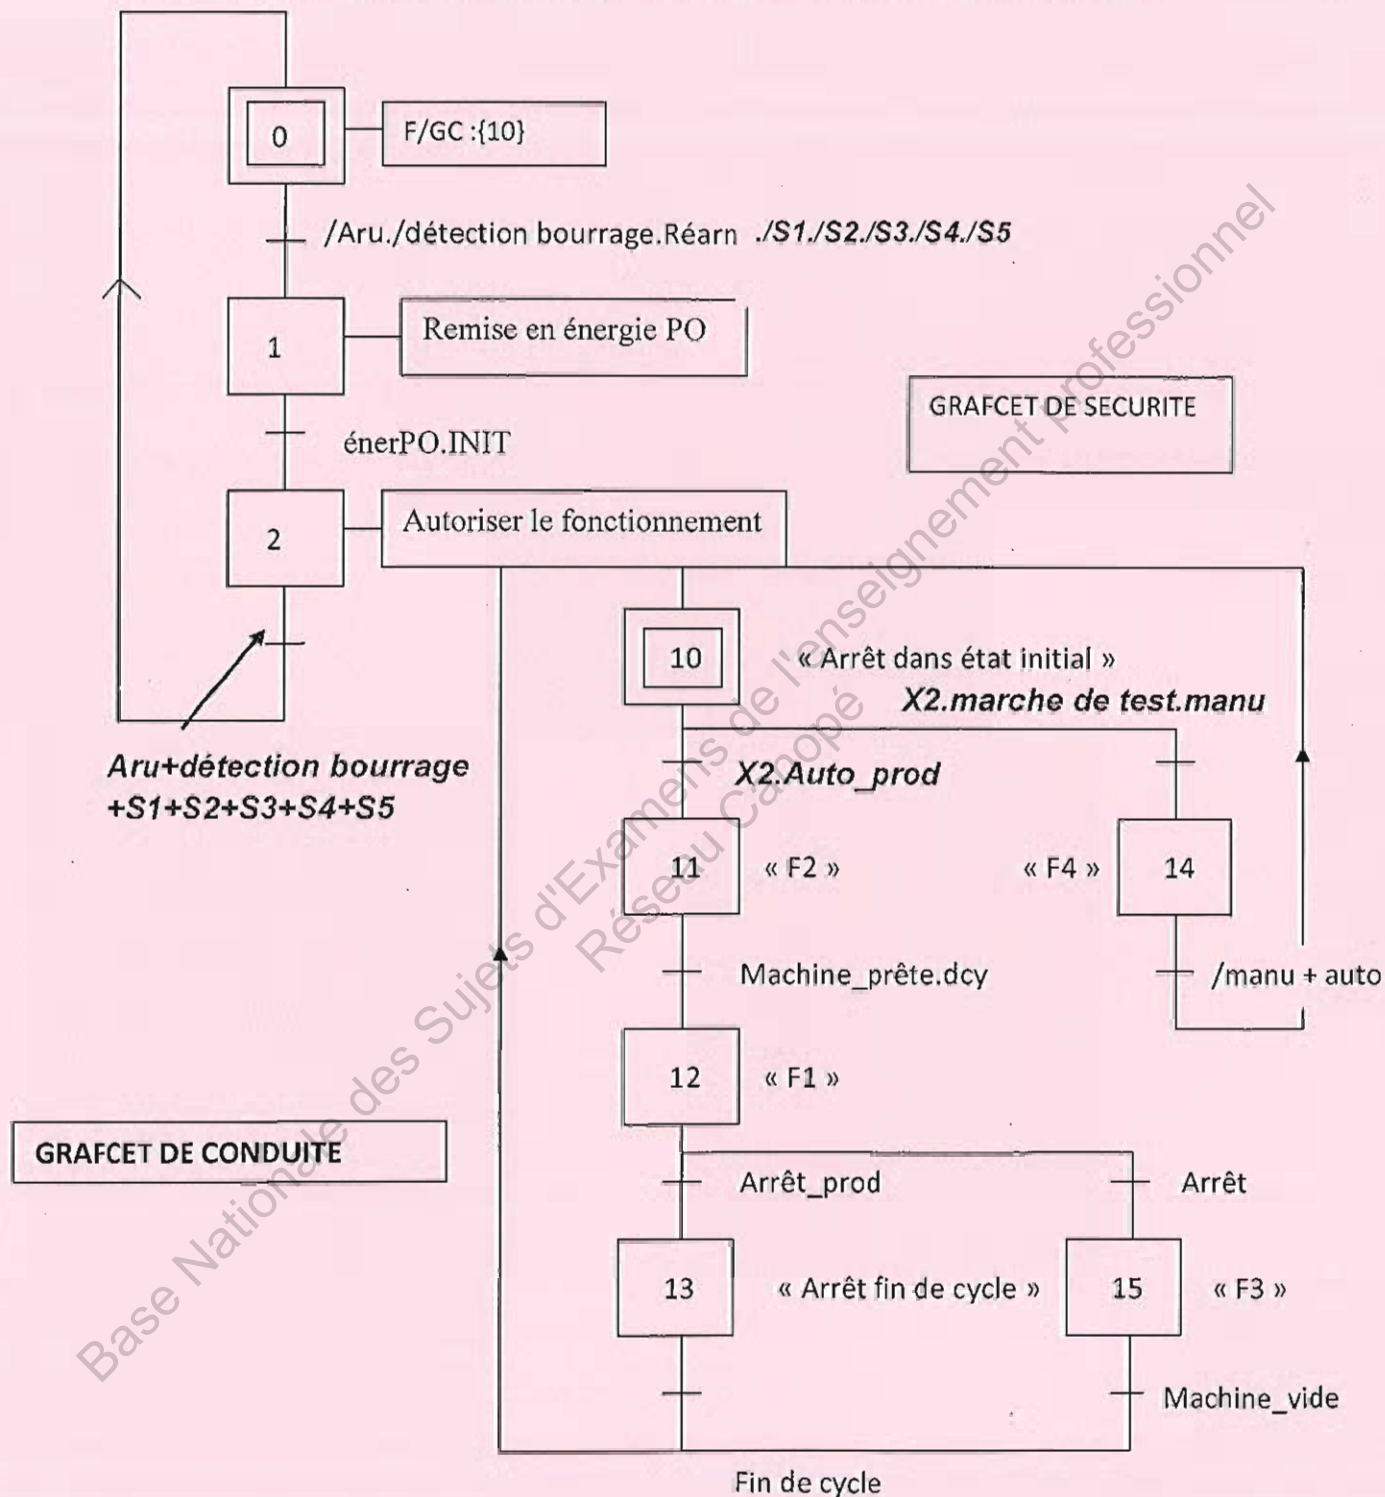 0
F/GC :{10}
/Aru./détection bourrage.Réarn ./S1./S2./S3./S4./S5
1
Remise en énergie PO
GRAFCET DE SECURITE
énerPO.INIT
2
Autoriser le fonctionnement
10
« Arrêt dans état initial »
X2.marche de test.manu
Aru+détection bourrage
+S1+S2+S3+S4+S5
X2.Auto_prod
11
« F2 »
« F4 »
14
Machine_prête.dcy
/manu + auto
12
« F1 »
GRAFCET DE CONDUITE
Arrêt_prod
Arrêt
13
« Arrêt fin de cycle »
15
« F3 »
Machine_vide
Fin de cycle
Base Nationale des Sujets d'Examens de l'enseignement professionnel
Réseau Canopé